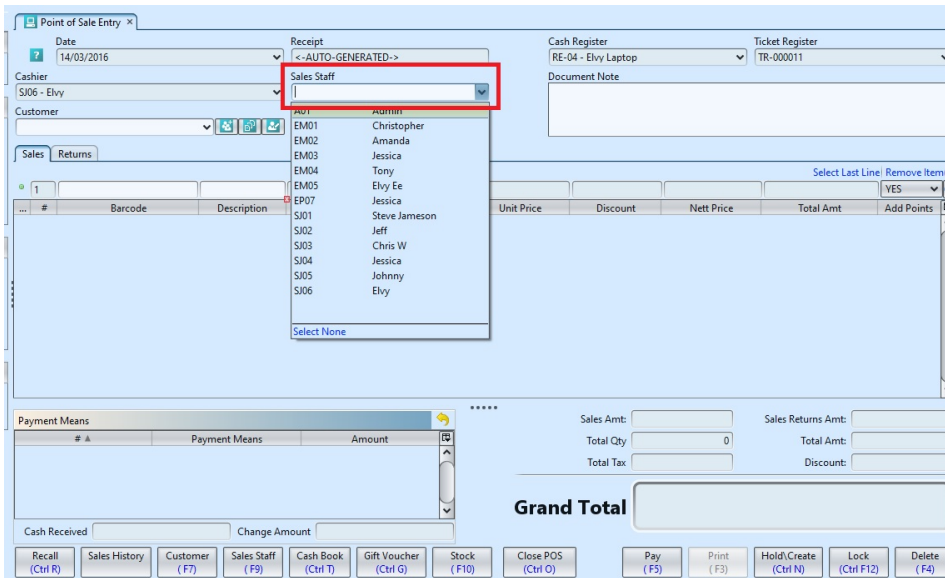 Point of Sale Entry ×
Date Receipt Cash Register Ticket Register
? 14/03/2016 <-AUTO-GENERATED-> RE-04 - Elvy Laptop TR-000011
Cashier Sales Staff Document Note
SJ06 - Elvy
A01 Admin
Customer
EM01 Christopher
EM02 Amanda
EM03 Jessica
EM04 Tony
EM05 Elvy Ee
EP07 Jessica
SJ01 Steve Jameson
SJ02 Jeff
SJ03 Chris W
SJ04 Jessica
SJ05 Johnny
SJ06 Elvy
Select None
Sales Returns
Select Last Line Remove Item
1 YES
... # Barcode Description Unit Price Discount Nett Price Total Amt Add Points
Payment Means
# Payment Means Amount
Cash Received Change Amount
Sales Amt: Sales Returns Amt:
Total Qty 0 Total Amt:
Total Tax Discount:
Grand Total
Recall (Ctrl R)
Sales History
Customer (F7)
Sales Staff (F9)
Cash Book (Ctrl T)
Gift Voucher (Ctrl G)
Stock (F10)
Close POS (Ctrl O)
Pay (F5)
Print (F3)
Hold\Create (Ctrl N)
Lock (Ctrl F12)
Delete (F4)